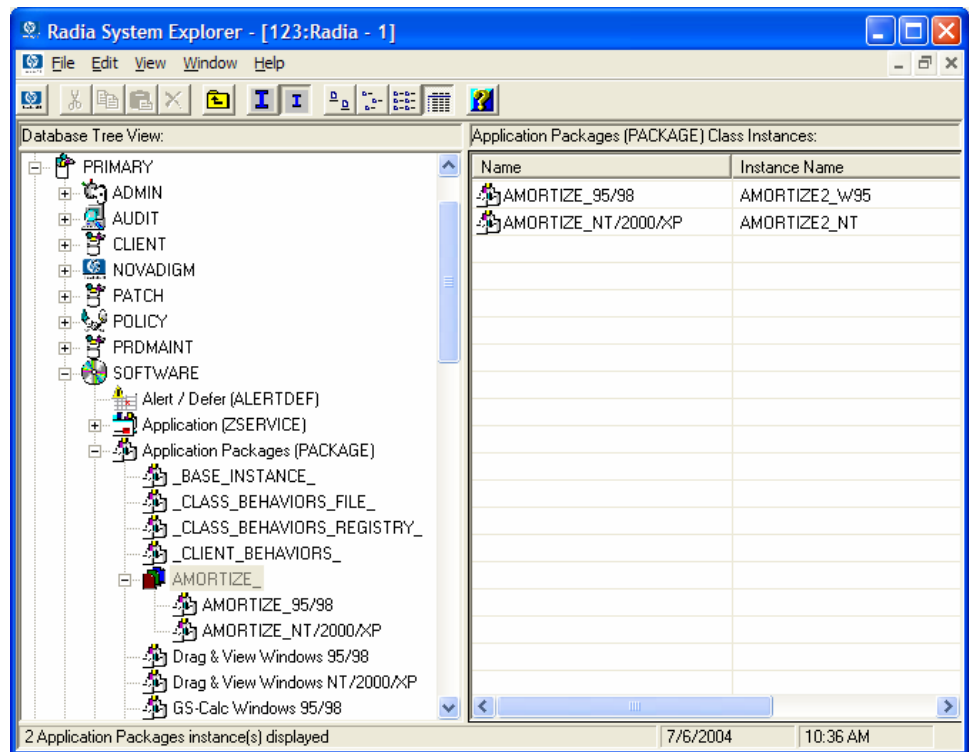 Radia System Explorer - [123:Radia - 1]
File Edit View Window Help
Database Tree View:
PRIMARY
ADMIN
AUDIT
CLIENT
NOVADIGM
PATCH
POLICY
PRDMAINT
SOFTWARE
Alert / Defer (ALERTDEF)
Application (ZSERVICE)
Application Packages (PACKAGE)
_BASE_INSTANCE_
_CLASS_BEHAVIORS_FILE_
_CLASS_BEHAVIORS_REGISTRY_
_CLIENT_BEHAVIORS_
AMORTIZE_
AMORTIZE_95/98
AMORTIZE_NT/2000/XP
Drag & View Windows 95/98
Drag & View Windows NT/2000/XP
GS-Calc Windows 95/98
Application Packages (PACKAGE) Class Instances:
Name Instance Name
AMORTIZE_95/98 AMORTIZE2_W95
AMORTIZE_NT/2000/XP AMORTIZE2_NT
2 Application Packages instance(s) displayed 7/6/2004 10:36 AM